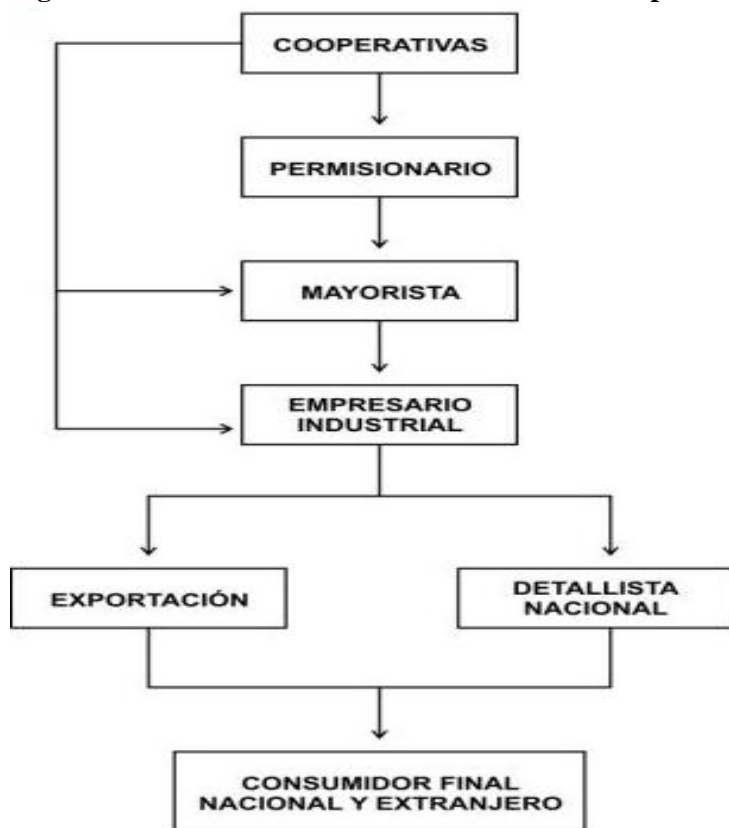 COOPERATIVAS
PERMISIONARIO
MAYORISTA
EMPRESARIO
INDUSTRIAL
EXPORTACIÓN
DETALLISTA
NACIONAL
CONSUMIDOR FINAL
NACIONAL Y EXTRANJERO